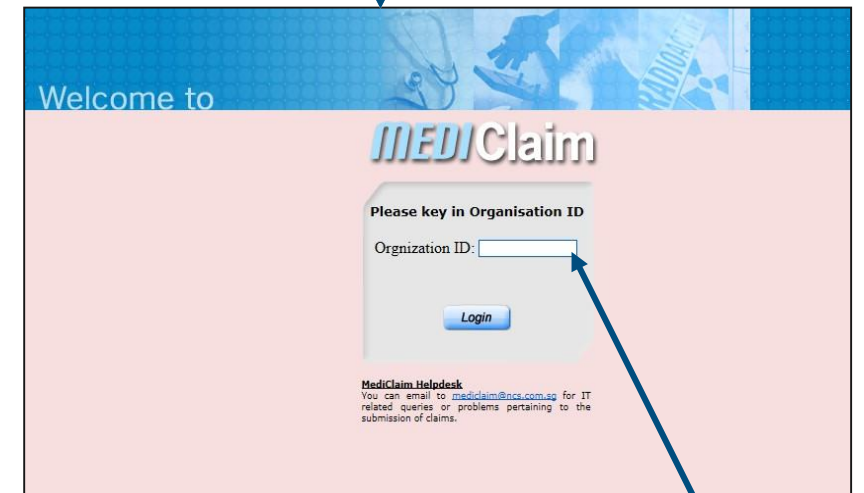 RADIOACTIV
Welcome to
MEDIClaim
Please key in Organisation ID
Orgnization ID:
Login
MediClaim Helpdesk
You can email to mediclaim@ncs.com.sg for IT
related queries or problems pertaining to the
submission of claims.